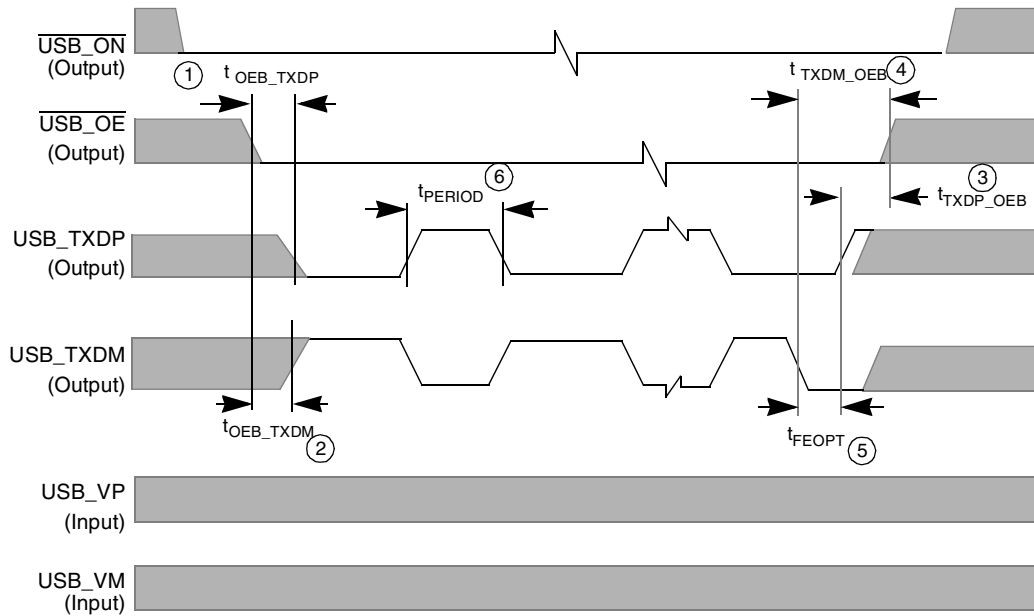 USB_ON
(Output)
1
t OEB_TXDP
t TXDM_OEB
4
USB_OE
(Output)
6
tPERIOD
3
tTXDP_OEB
USB_TXDP
(Output)
USB_TXDM
(Output)
tOEB_TXDM
2
tFEOPT
5
USB_VP
(Input)
USB_VM
(Input)